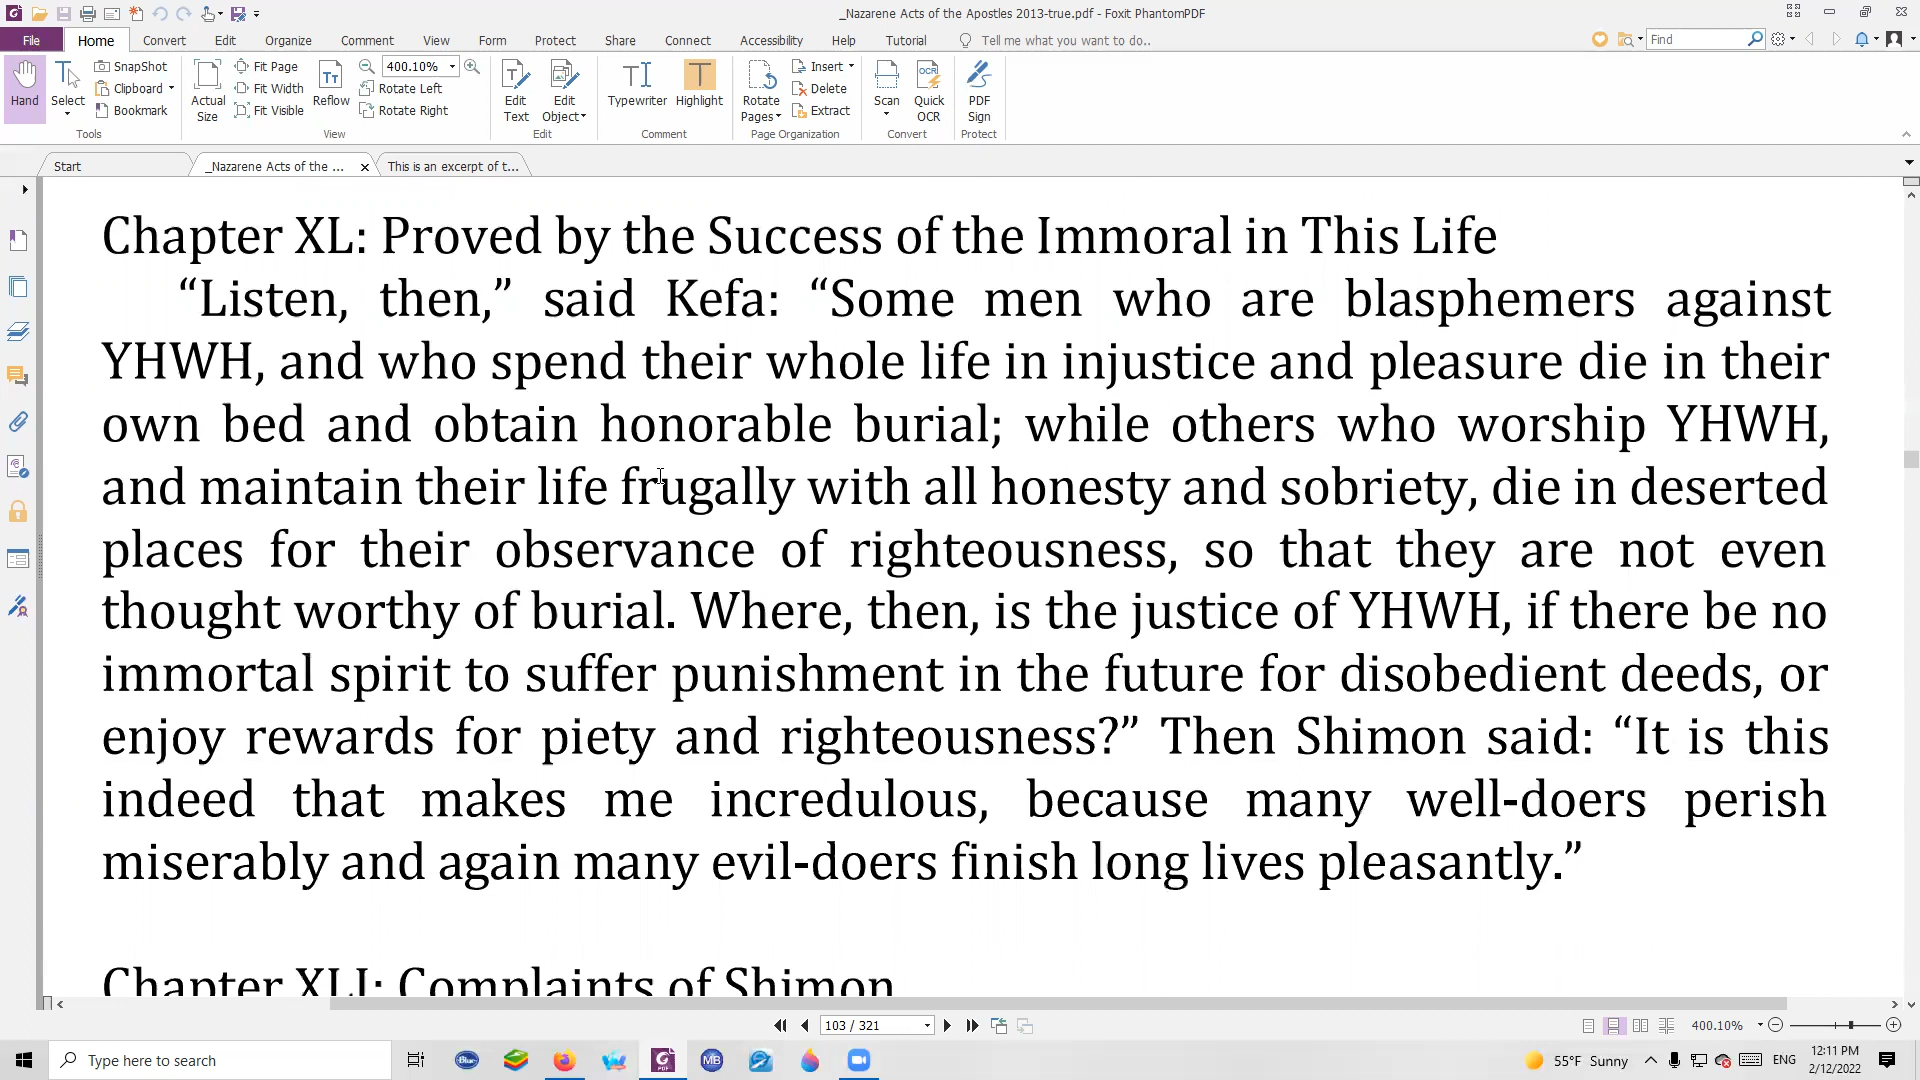 _Nazarene Acts of the Apostles 2013-true.pdf - Foxit PhantomPDF
File Home Convert Edit Organize Comment View Form Protect Share Connect Accessibility Help Tutorial Tell me what you want to do.. Find
Hand
Select
SnapShot
Clipboard
Bookmark
Tools
Actual Size
Fit Page
Fit Width
Fit Visible
Reflow
400.10%
Rotate Left
Rotate Right
View
Edit Text
Edit Object
Edit
Typewriter
Highlight
Comment
Rotate Pages
Insert
Delete
Extract
Page Organization
Scan
Quick OCR
Convert
PDF Sign
Protect
Start _Nazarene Acts of the ... This is an excerpt of t...
Chapter XL: Proved by the Success of the Immoral in This Life
“Listen, then,” said Kefa: “Some men who are blasphemers against
YHWH, and who spend their whole life in injustice and pleasure die in their
own bed and obtain honorable burial; while others who worship YHWH,
and maintain their life frugally with all honesty and sobriety, die in deserted
places for their observance of righteousness, so that they are not even
thought worthy of burial. Where, then, is the justice of YHWH, if there be no
immortal spirit to suffer punishment in the future for disobedient deeds, or
enjoy rewards for piety and righteousness?” Then Shimon said: “It is this
indeed that makes me incredulous, because many well-doers perish
miserably and again many evil-doers finish long lives pleasantly.”
Chapter XLI: Complaints of Shimon
103 / 321
400.10%
Type here to search
Blue
PDF
MB
55°F Sunny
ENG
12:11 PM
2/12/2022